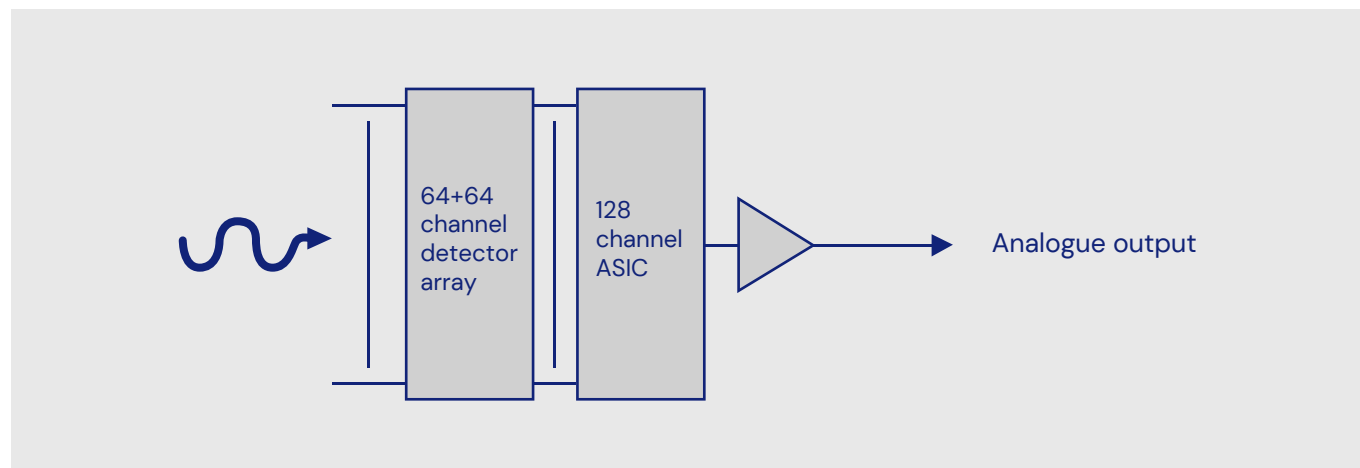 64+64
channel
detector
array
128
channel
ASIC
Analogue output